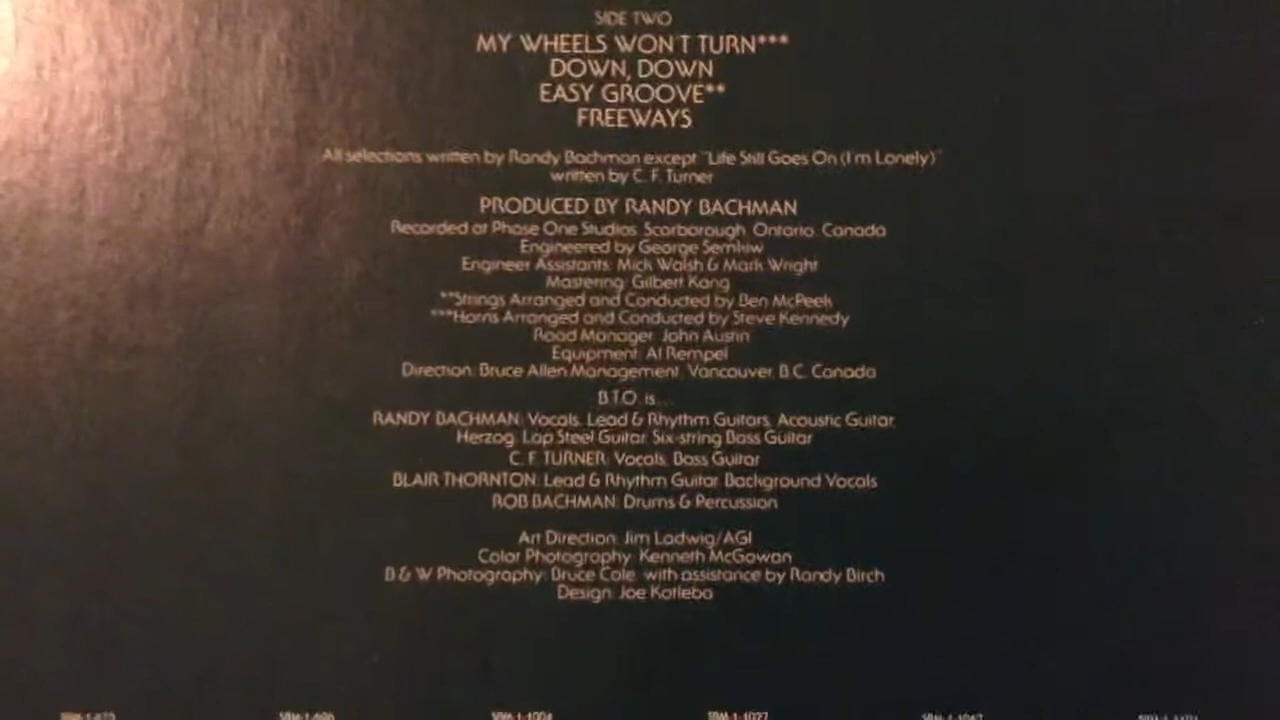 SIDE TWO
MY WHEELS WON'T TURN***
DOWN, DOWN
EASY GROOVE**
FREEWAYS
All selections written by Randy Bachman except "Life Still Goes On (I'm Lonely)"
written by C. F. Turner
PRODUCED BY RANDY BACHMAN
Recorded at Phase One Studios, Scarborough, Ontario, Canada
Engineered by George Semkiw
Engineer Assistants: Mick Walsh & Mark Wright
Mastering: Gilbert Kong
**Strings Arranged and Conducted by Ben McPeek
***Horns Arranged and Conducted by Steve Kennedy
Road Manager: John Austin
Equipment: Al Rempel
Direction: Bruce Allen Management, Vancouver, B.C. Canada
B.T.O. is...
RANDY BACHMAN: Vocals, Lead & Rhythm Guitars, Acoustic Guitar,
Herzog, Lap Steel Guitar, Six-string Bass Guitar
C. F. TURNER: Vocals, Bass Guitar
BLAIR THORNTON: Lead & Rhythm Guitar, Background Vocals
ROB BACHMAN: Drums & Percussion
Art Direction: Jim Ladwig/AGI
Color Photography: Kenneth McGowan
B & W Photography: Bruce Cole, with assistance by Randy Birch
Design: Joe Kotleba